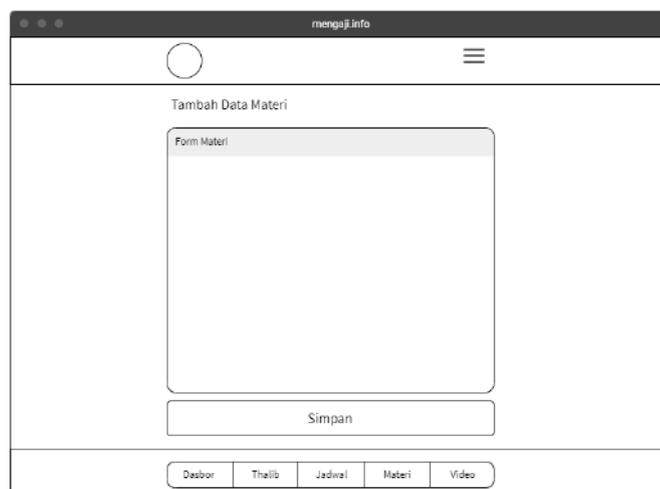 mengaji.info
Tambah Data Materi
Form Materi
Simpan
Dasbor Thalib Jadwal Materi Video